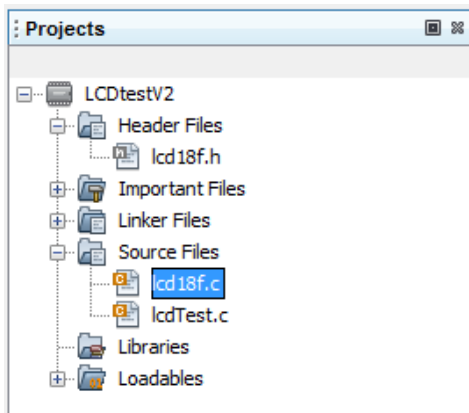 Projects
LCDtestV2
Header Files
lcd18f.h
Important Files
Linker Files
Source Files
lcd18f.c
lcdTest.c
Libraries
Loadables